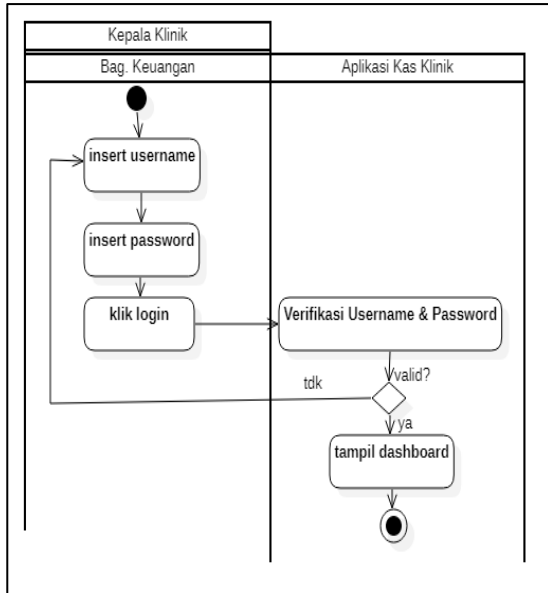 Kepala Klinik
Bag. Keuangan
Aplikasi Kas Klinik
insert username
insert password
klik login
Verifikasi Username & Password
valid?
tdk
ya
tampil dashboard